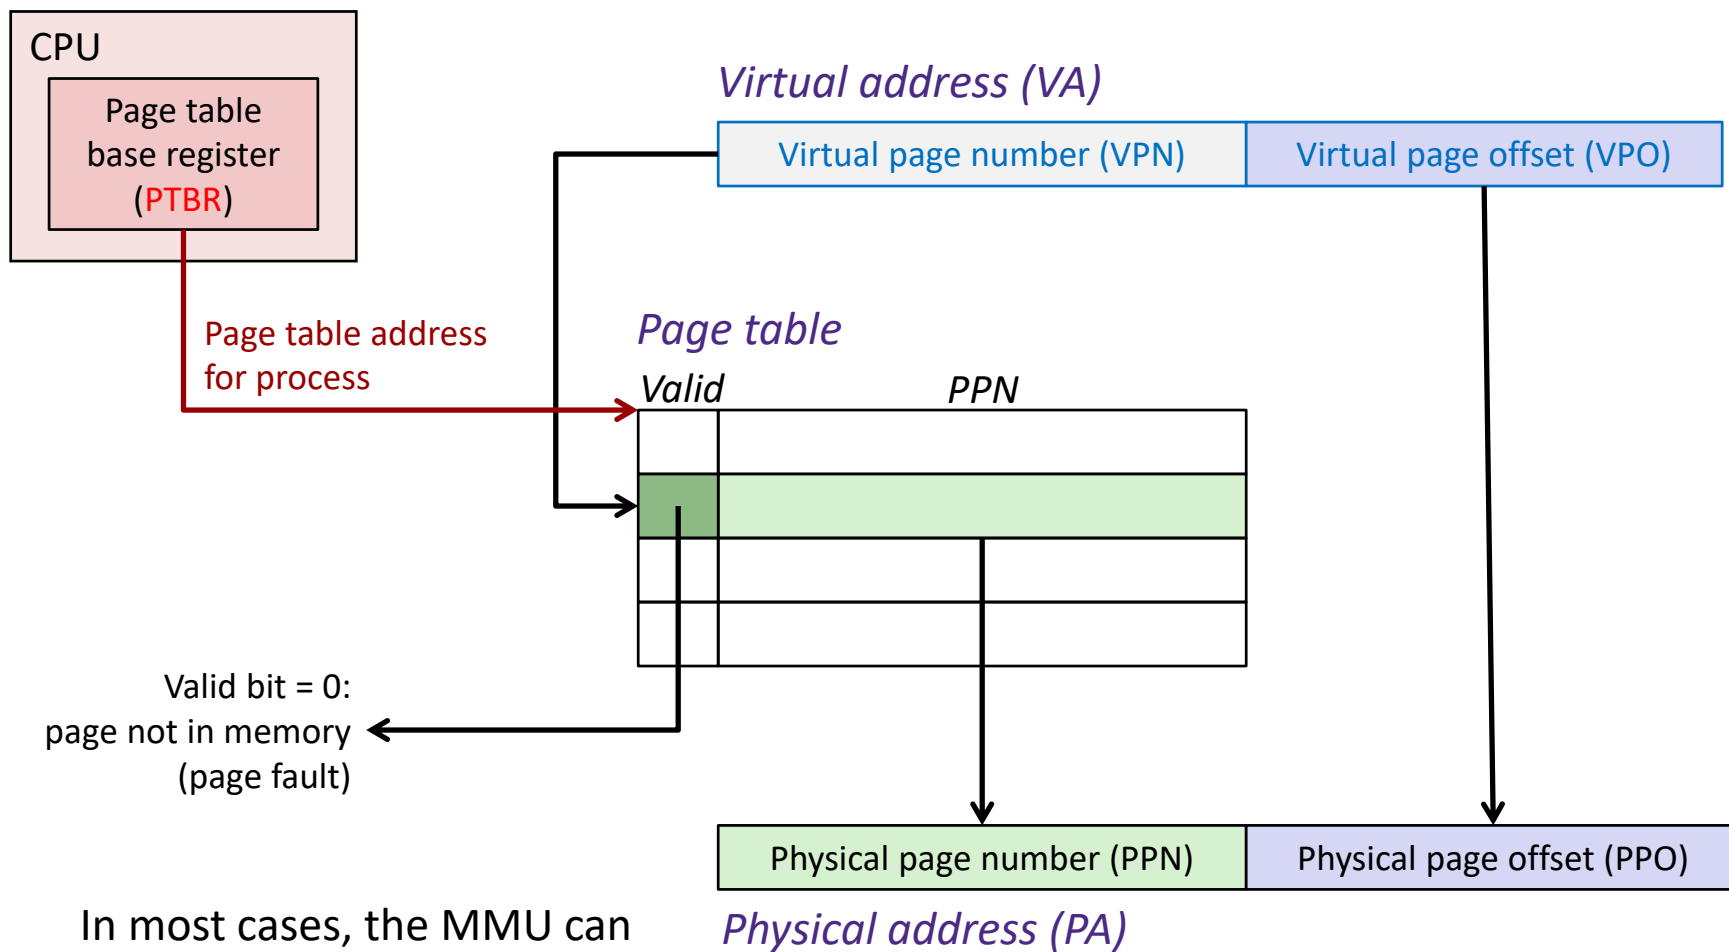 CPU
Page table
base register
(PTBR)
Virtual address (VA)
Virtual page number (VPN)
Virtual page offset (VPO)
Page table address
for process
Page table
Valid
PPN
Valid bit = 0:
page not in memory
(page fault)
Physical page number (PPN)
Physical page offset (PPO)
In most cases, the MMU can
Physical address (PA)